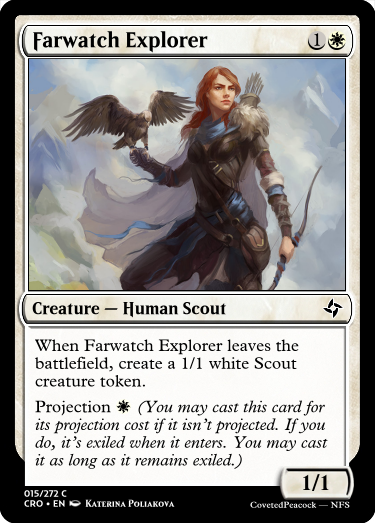 Farwatch Explorer 1
Creature — Human Scout
When Farwatch Explorer leaves the
battlefield, create a 1/1 white Scout
creature token.
Projection (You may cast this card for
its projection cost if it isn't projected. If you
do, it's exiled when it enters. You may cast
it as long as it remains exiled.)
1/1
015/272 C
CRO • EN Katerina Poliakova CovetedPeacock — NFS